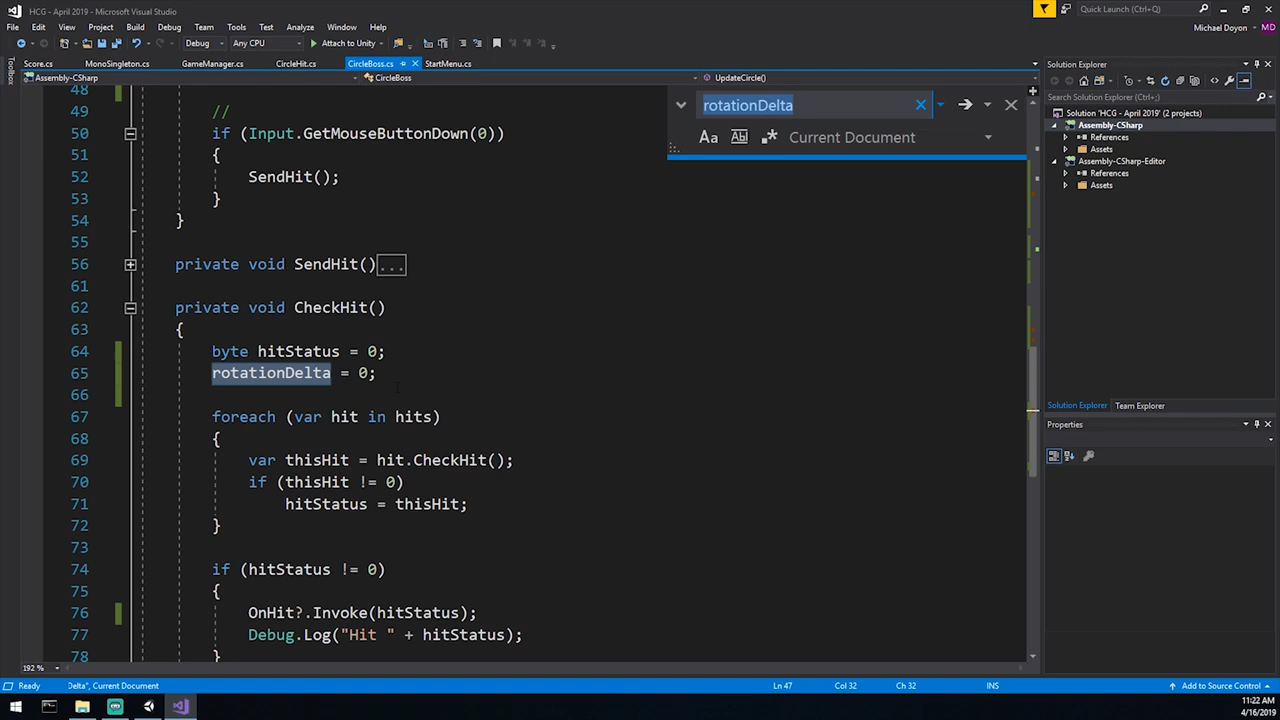 HCG - April 2019 - Microsoft Visual Studio
Quick Launch (Ctrl+Q)
File Edit View Project Build Debug Team Tools Test Analyze Window Help
Michael Doyon MD
Debug Any CPU Attach to Unity
Score.cs MonoSingleton.cs GameManager.cs CircleHit.cs CircleBoss.cs StartMenu.cs
Toolbox
Assembly-CSharp CircleBoss UpdateCircle()
rotationDelta
Aa Ab .* Current Document
48
49 //
50 if (Input.GetMouseButtonDown(0))
51 {
52 SendHit();
53 }
54 }
55
56 private void SendHit()...
61
62 private void CheckHit()
63 {
64 byte hitStatus = 0;
65 rotationDelta = 0;
66
67 foreach (var hit in hits)
68 {
69 var thisHit = hit.CheckHit();
70 if (thisHit != 0)
71 hitStatus = thisHit;
72 }
73
74 if (hitStatus != 0)
75 {
76 OnHit?.Invoke(hitStatus);
77 Debug.Log("Hit " + hitStatus);
78 }
192 %
Solution Explorer
Search Solution Explorer (Ctrl+;)
Solution 'HCG - April 2019' (2 projects)
Assembly-CSharp
References
Assets
Assembly-CSharp-Editor
References
Assets
Solution Explorer Team Explorer
Properties
Ready Delta", Current Document Ln 47 Col 32 Ch 32 INS Add to Source Control
11:22 AM
4/16/2019